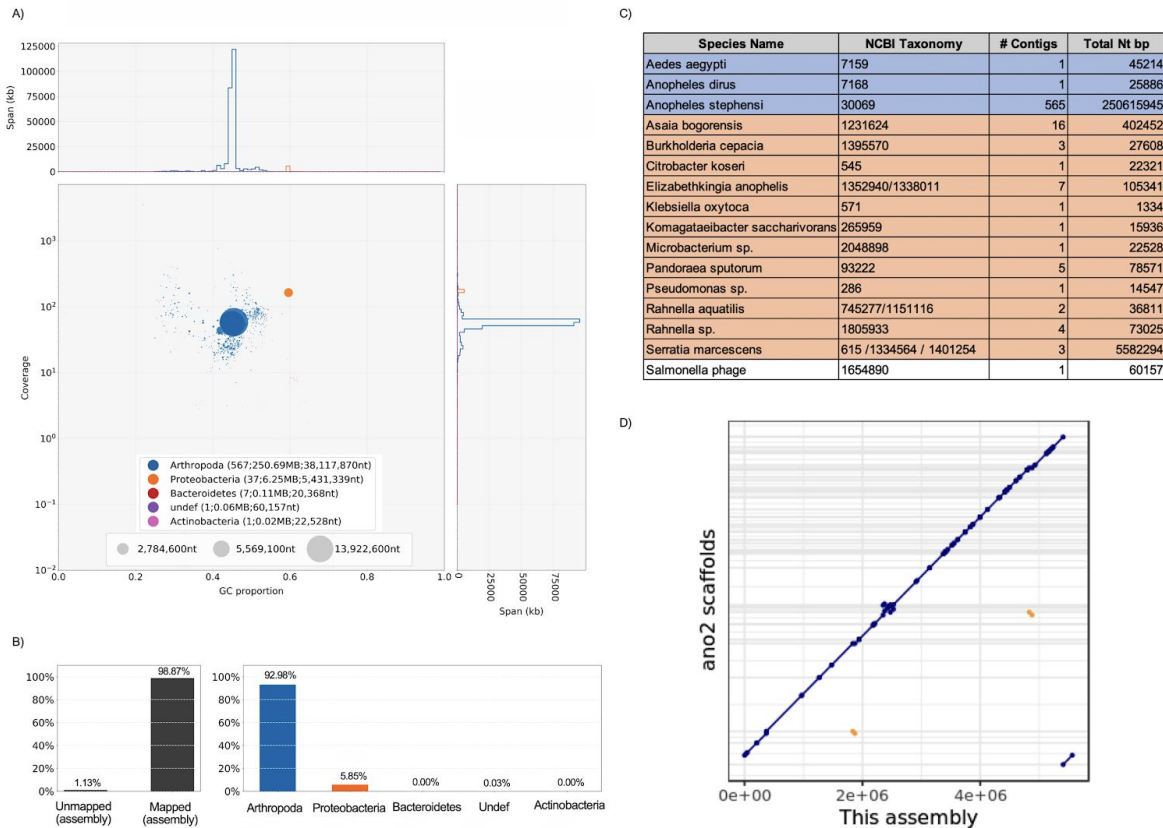 A)
125000
100000
75000
50000
25000
0
Span (kb)
10³
10²
10¹
10⁰
10⁻¹
10⁻²
Coverage
Arthropoda (567;250.69MB;38,117,870nt)
Proteobacteria (37;6.25MB;5,431,339nt)
Bacteroidetes (7;0.11MB;20,368nt)
undef (1;0.06MB;60,157nt)
Actinobacteria (1;0.02MB;22,528nt)
2,784,600nt 5,569,100nt 13,922,600nt
0.0 0.2 0.4 0.6 0.8 1.0
GC proportion
0 25000 50000 75000
Span (kb)
B)
100%
80%
60%
40%
20%
0%
1.13% 98.87%
Unmapped (assembly)
Mapped (assembly)
100%
80%
60%
40%
20%
0%
92.98% 5.85% 0.00% 0.03% 0.00%
Arthropoda Proteobacteria Bacteroidetes Undef Actinobacteria
C)
Species Name NCBI Taxonomy # Contigs Total Nt bp
Aedes aegypti 7159 1 45214
Anopheles dirus 7168 1 25886
Anopheles stephensi 30069 565 250615945
Asaia bogorensis 1231624 16 402452
Burkholderia cepacia 1395570 3 27608
Citrobacter koseri 545 1 22321
Elizabethkingia anophelis 1352940/1338011 7 105341
Klebsiella oxytoca 571 1 1334
Komagataeibacter saccharivorans 265959 1 15936
Microbacterium sp. 2048898 1 22528
Pandoraea sputorum 93222 5 78571
Pseudomonas sp. 286 1 14547
Rahnella aquatilis 745277/1151116 2 36811
Rahnella sp. 1805933 4 73025
Serratia marcescens 615 /1334564 / 1401254 3 5582294
Salmonella phage 1654890 1 60157
D)
ano2 scaffolds
0e+00 2e+06 4e+06
This assembly